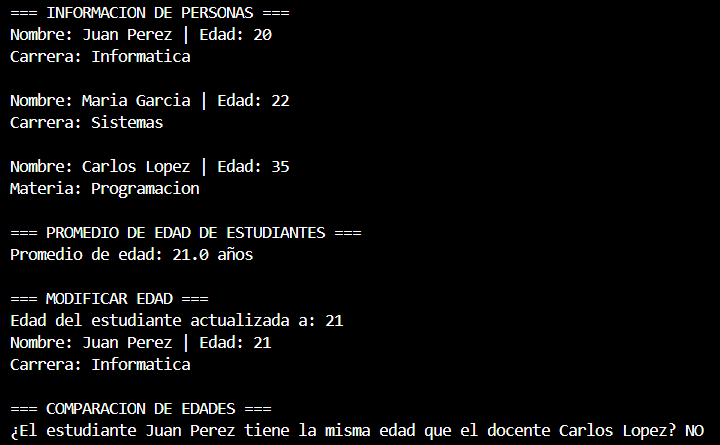 === INFORMACION DE PERSONAS ===
Nombre: Juan Perez | Edad: 20
Carrera: Informatica
Nombre: Maria Garcia | Edad: 22
Carrera: Sistemas
Nombre: Carlos Lopez | Edad: 35
Materia: Programacion
=== PROMEDIO DE EDAD DE ESTUDIANTES ===
Promedio de edad: 21.0 años
=== MODIFICAR EDAD ===
Edad del estudiante actualizada a: 21
Nombre: Juan Perez | Edad: 21
Carrera: Informatica
=== COMPARACION DE EDADES ===
¿El estudiante Juan Perez tiene la misma edad que el docente Carlos Lopez? NO